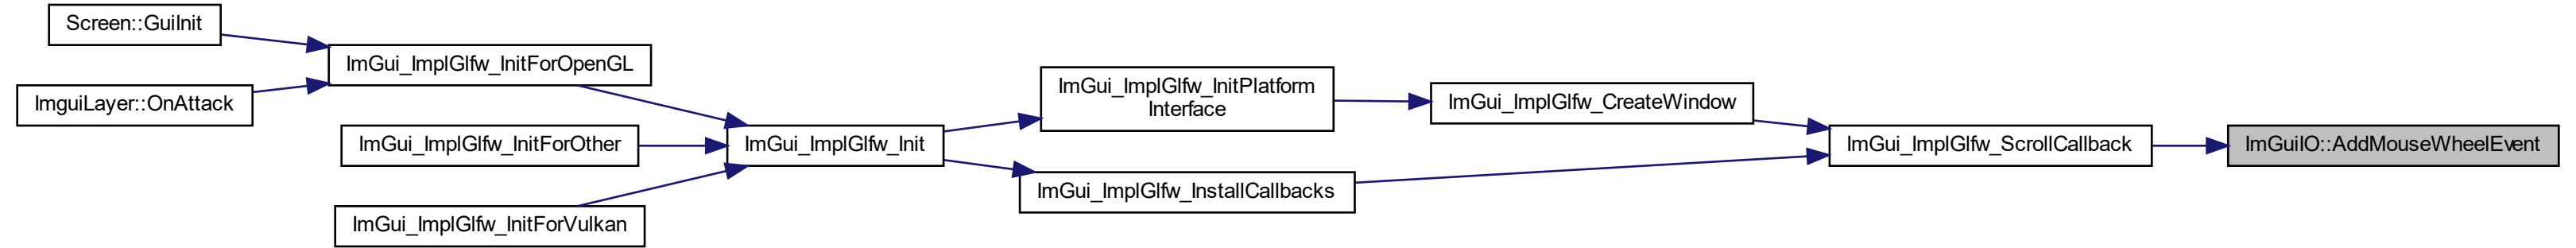 Screen::GuiInit
ImguiLayer::OnAttack
ImGui_ImplGlfw_InitForOpenGL
ImGui_ImplGlfw_InitForOther
ImGui_ImplGlfw_InitForVulkan
ImGui_ImplGlfw_Init
ImGui_ImplGlfw_InitPlatform
Interface
ImGui_ImplGlfw_InstallCallbacks
ImGui_ImplGlfw_CreateWindow
ImGui_ImplGlfw_ScrollCallback
ImGuiIO::AddMouseWheelEvent